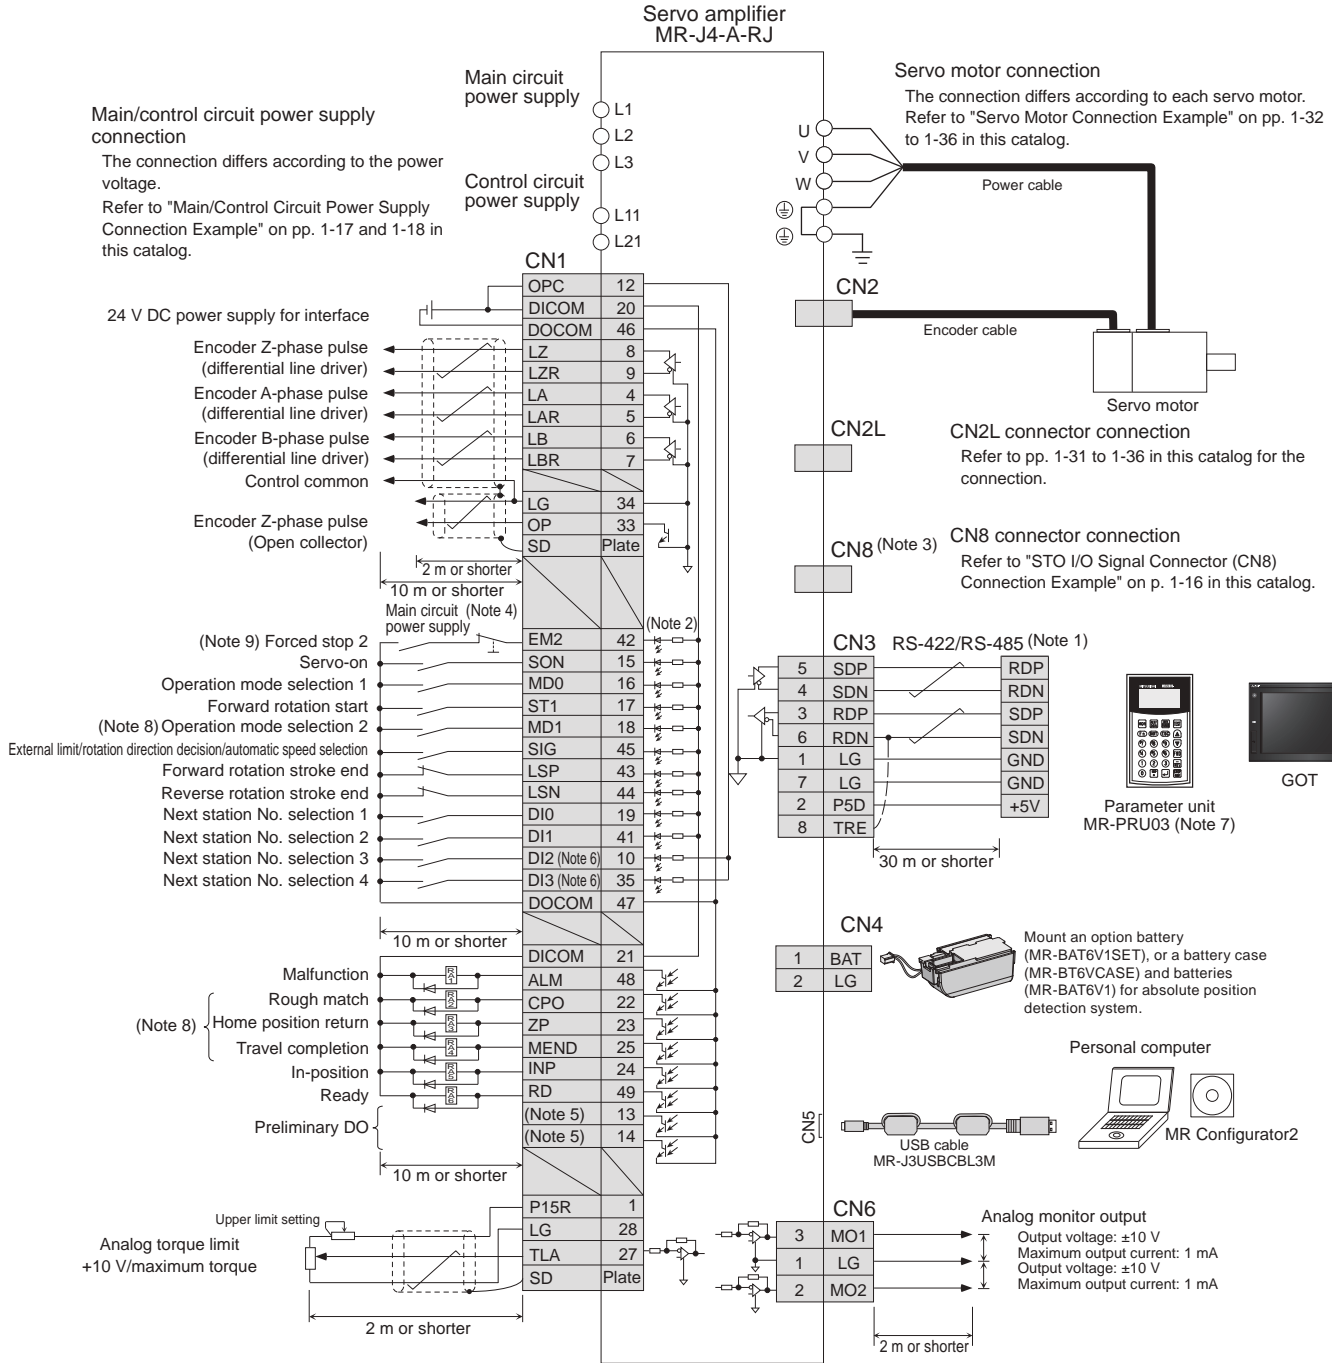 Servo amplifier
MR-J4-A-RJ
Main circuit
power supply
L1
L2
L3
Control circuit
power supply
L11
L21
Main/control circuit power supply
connection
The connection differs according to the power
voltage.
Refer to "Main/Control Circuit Power Supply
Connection Example" on pp. 1-17 and 1-18 in
this catalog.
Servo motor connection
The connection differs according to each servo motor.
Refer to "Servo Motor Connection Example" on pp. 1-32
to 1-36 in this catalog.
U
V
W
Power cable
CN2
Encoder cable
Servo motor
CN2L
CN2L connector connection
Refer to pp. 1-31 to 1-36 in this catalog for the
connection.
CN8 (Note 3)
CN8 connector connection
Refer to "STO I/O Signal Connector (CN8)
Connection Example" on p. 1-16 in this catalog.
CN1
OPC 12
DICOM 20
24 V DC power supply for interface
DOCOM 46
Encoder Z-phase pulse
(differential line driver)
LZ 8
LZR 9
Encoder A-phase pulse
(differential line driver)
LA 4
LAR 5
Encoder B-phase pulse
(differential line driver)
LB 6
LBR 7
Control common
LG 34
Encoder Z-phase pulse
(Open collector)
OP 33
SD Plate
2 m or shorter
10 m or shorter
Main circuit (Note 4)
power supply
(Note 2)
(Note 9) Forced stop 2 EM2 42
Servo-on SON 15
Operation mode selection 1 MD0 16
Forward rotation start ST1 17
(Note 8) Operation mode selection 2 MD1 18
External limit/rotation direction decision/automatic speed selection SIG 45
Forward rotation stroke end LSP 43
Reverse rotation stroke end LSN 44
Next station No. selection 1 DI0 19
Next station No. selection 2 DI1 41
Next station No. selection 3 DI2 (Note 6) 10
Next station No. selection 4 DI3 (Note 6) 35
DOCOM 47
10 m or shorter
DICOM 21
Malfunction RA1 ALM 48
(Note 8)
Rough match RA2 CPO 22
Home position return RA3 ZP 23
Travel completion RA4 MEND 25
In-position RA5 INP 24
Ready RA6 RD 49
Preliminary DO
(Note 5) 13
(Note 5) 14
10 m or shorter
P15R 1
Upper limit setting
LG 28
Analog torque limit
+10 V/maximum torque
TLA 27
SD Plate
2 m or shorter
CN3 RS-422/RS-485 (Note 1)
5 SDP RDP
4 SDN RDN
3 RDP SDP
6 RDN SDN
1 LG GND
7 LG GND
2 P5D +5V
8 TRE
30 m or shorter
Parameter unit
MR-PRU03 (Note 7)
GOT
CN4
1 BAT
2 LG
Mount an option battery
(MR-BAT6V1SET), or a battery case
(MR-BT6VCASE) and batteries
(MR-BAT6V1) for absolute position
detection system.
Personal computer
CN5
USB cable
MR-J3USBCBL3M
MR Configurator2
CN6
3 MO1
1 LG
2 MO2
Analog monitor output
Output voltage: ±10 V
Maximum output current: 1 mA
Output voltage: ±10 V
Maximum output current: 1 mA
2 m or shorter